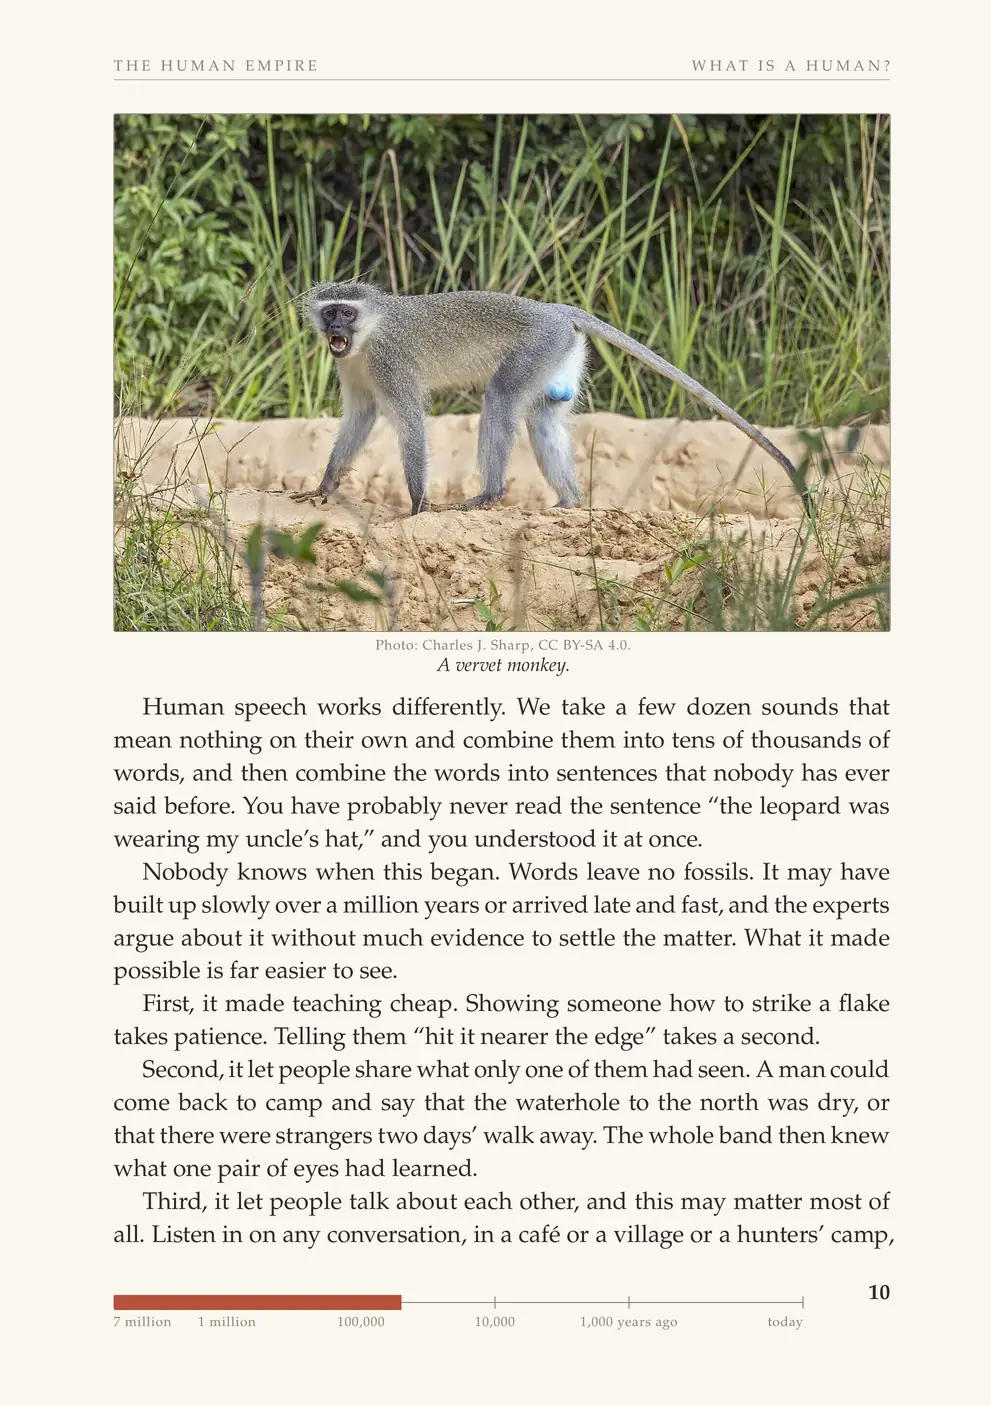 THE HUMAN EMPIRE
WHAT IS A HUMAN?
Photo: Charles J. Sharp, CC BY-SA 4.0.
A vervet monkey.
Human speech works differently. We take a few dozen sounds that
mean nothing on their own and combine them into tens of thousands of
words, and then combine the words into sentences that nobody has ever
said before. You have probably never read the sentence “the leopard was
wearing my uncle’s hat,” and you understood it at once.
Nobody knows when this began. Words leave no fossils. It may have
built up slowly over a million years or arrived late and fast, and the experts
argue about it without much evidence to settle the matter. What it made
possible is far easier to see.
First, it made teaching cheap. Showing someone how to strike a flake
takes patience. Telling them “hit it nearer the edge” takes a second.
Second, it let people share what only one of them had seen. A man could
come back to camp and say that the waterhole to the north was dry, or
that there were strangers two days’ walk away. The whole band then knew
what one pair of eyes had learned.
Third, it let people talk about each other, and this may matter most of
all. Listen in on any conversation, in a café or a village or a hunters’ camp,
10
7 million 1 million 100,000 10,000 1,000 years ago today